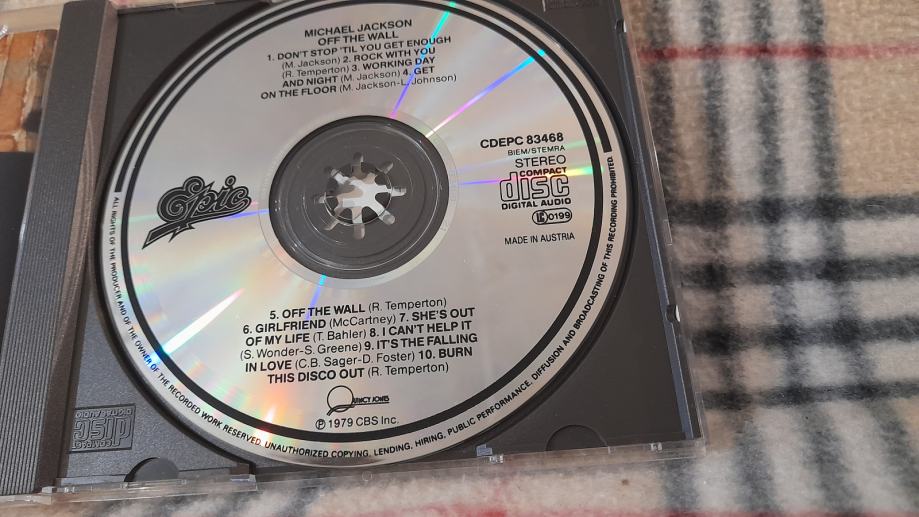 MICHAEL JACKSON
OFF THE WALL
1. DON'T STOP 'TIL YOU GET ENOUGH
(M. Jackson) 2. ROCK WITH YOU
(R. Temperton) 3. WORKING DAY
AND NIGHT (M. Jackson) 4. GET
ON THE FLOOR (M. Jackson-L. Johnson)
Epic
CDEPC 83468
BIEM/STEMRA
STEREO
COMPACT
disc
DIGITAL AUDIO
LC 0199
MADE IN AUSTRIA
5. OFF THE WALL (R. Temperton)
6. GIRLFRIEND (McCartney) 7. SHE'S OUT
OF MY LIFE (T. Bahler) 8. I CAN'T HELP IT
(S. Wonder-S. Greene) 9. IT'S THE FALLING
IN LOVE (C.B. Sager-D. Foster) 10. BURN
THIS DISCO OUT (R. Temperton)
QUINCY JONES
℗ 1979 CBS Inc.
ALL RIGHTS OF THE PRODUCER AND OF THE OWNER OF THE RECORDED WORK RESERVED. UNAUTHORIZED COPYING, LENDING, HIRING, PUBLIC PERFORMANCE, DIFFUSION AND BROADCASTING OF THIS RECORDING PROHIBITED.
COMPACT
disc
DIGITAL AUDIO